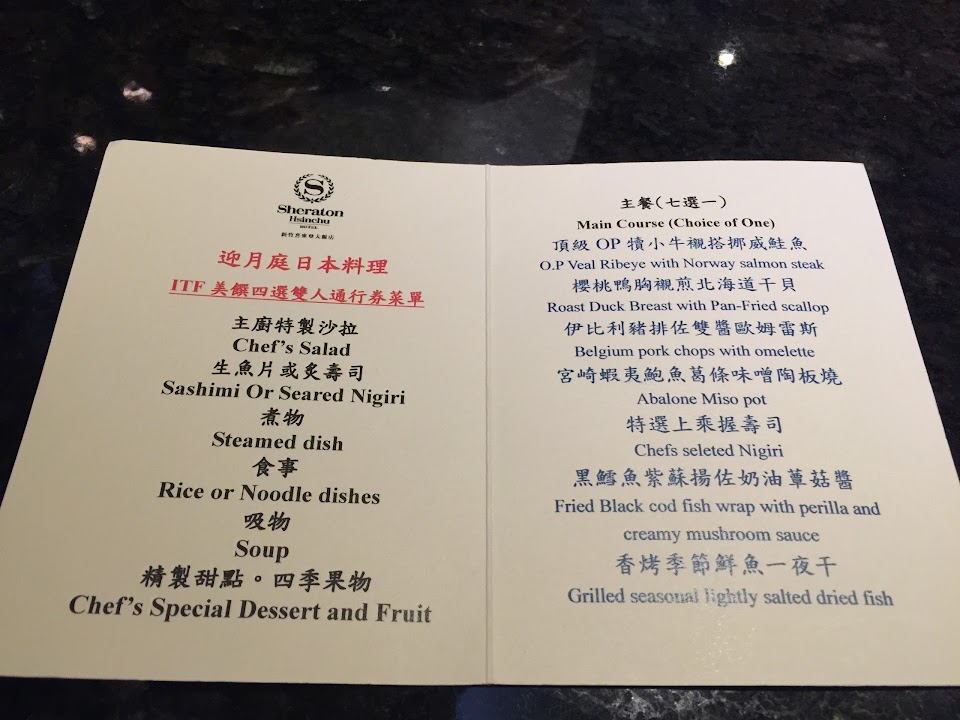 S
Sheraton
Hsinchu
HOTEL
新竹喜來登大飯店
迎月庭日本料理
ITF 美饌四選雙人通行券菜單
主廚特製沙拉
Chef's Salad
生魚片或炙壽司
Sashimi Or Seared Nigiri
煮物
Steamed dish
食事
Rice or Noodle dishes
吸物
Soup
精製甜點。四季果物
Chef's Special Dessert and Fruit
主餐(七選一)
Main Course (Choice of One)
頂級 OP 犢小牛襯搭挪威鮭魚
O.P Veal Ribeye with Norway salmon steak
櫻桃鴨胸襯煎北海道干貝
Roast Duck Breast with Pan-Fried scallop
伊比利豬排佐雙醬歐姆雷斯
Belgium pork chops with omelette
宮崎蝦夷鮑魚葛條味噌陶板燒
Abalone Miso pot
特選上乘握壽司
Chefs seleted Nigiri
黑鱈魚紫蘇揚佐奶油蕈菇醬
Fried Black cod fish wrap with perilla and
creamy mushroom sauce
香烤季節鮮魚一夜干
Grilled seasonal lightly salted dried fish